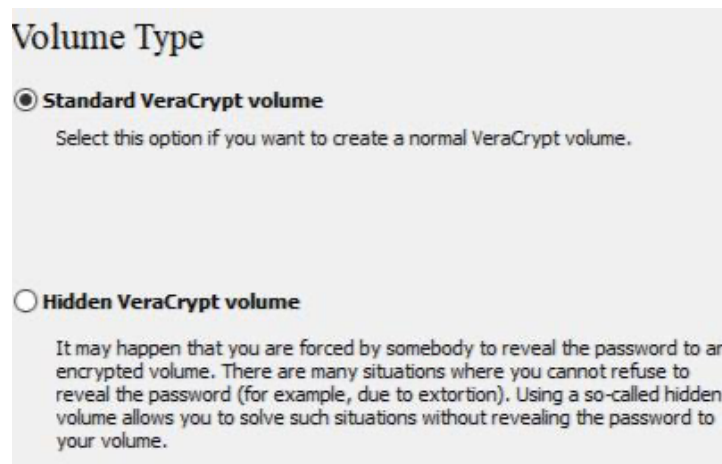 Volume Type
Standard VeraCrypt volume
Select this option if you want to create a normal VeraCrypt volume.
Hidden VeraCrypt volume
It may happen that you are forced by somebody to reveal the password to an
encrypted volume. There are many situations where you cannot refuse to
reveal the password (for example, due to extortion). Using a so-called hidden
volume allows you to solve such situations without revealing the password to
your volume.